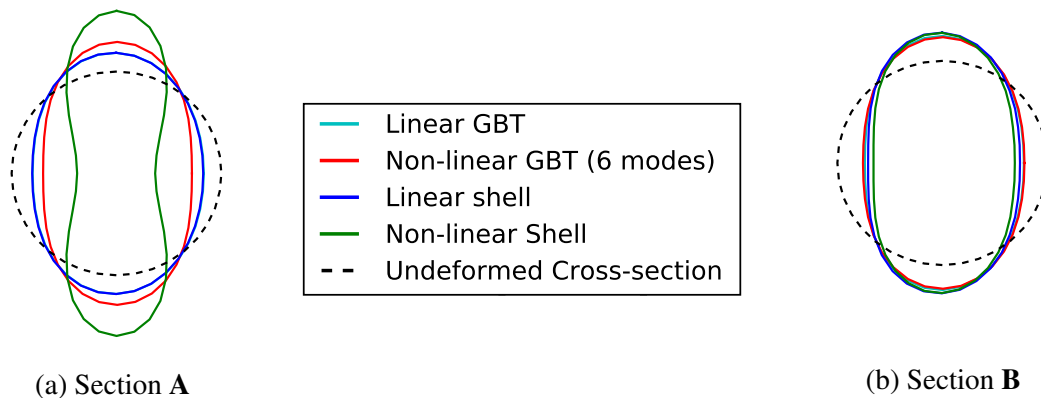 Linear GBT
Non-linear GBT (6 modes)
Linear shell
Non-linear Shell
Undeformed Cross-section
(a) Section A
(b) Section B